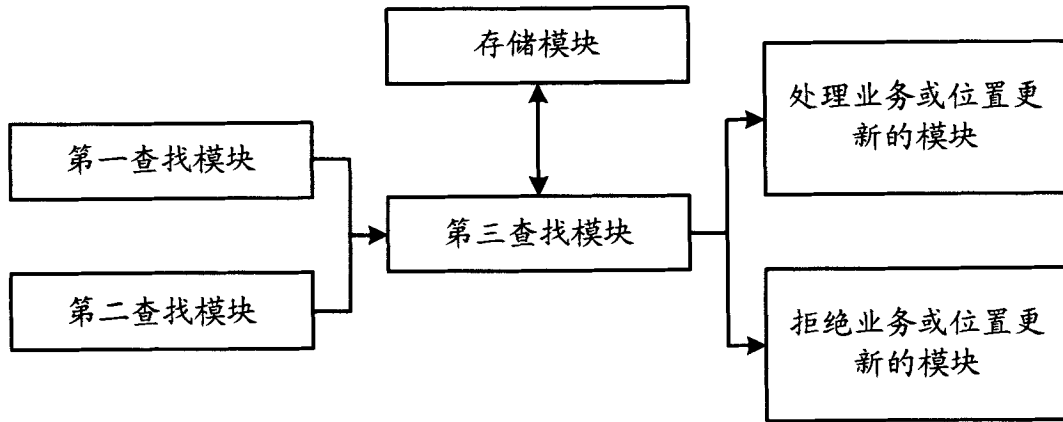 存储模块
处理业务或位置更
新的模块
第一查找模块
第三查找模块
第二查找模块
拒绝业务或位置更
新的模块